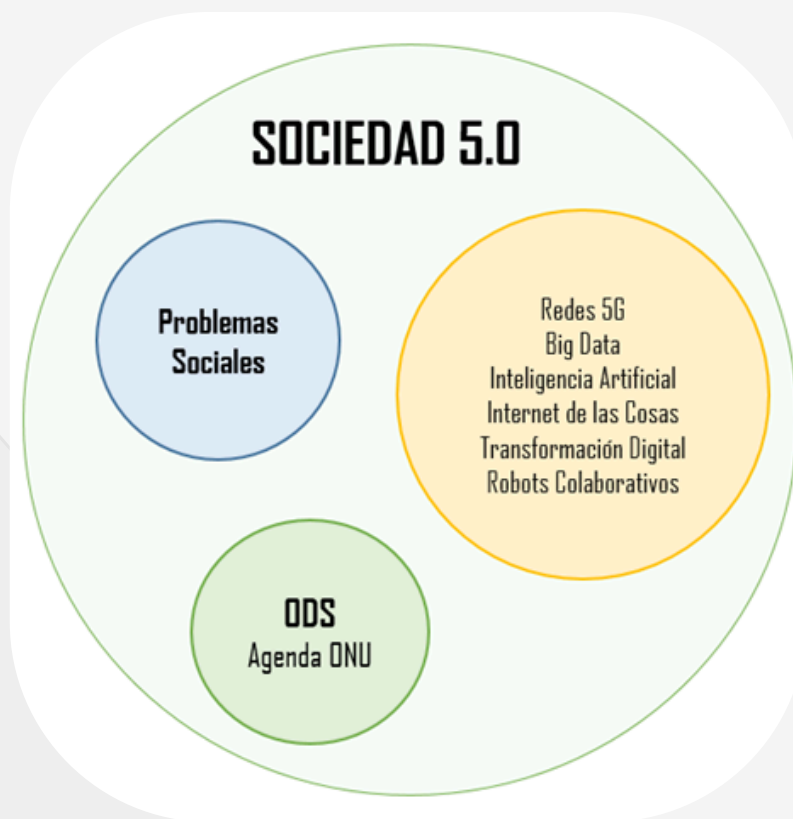 SOCIEDAD 5.0
Problemas
Sociales
Redes 5G
Big Data
Inteligencia Artificial
Internet de las Cosas
Transformación Digital
Robots Colaborativos
ODS
Agenda ONU